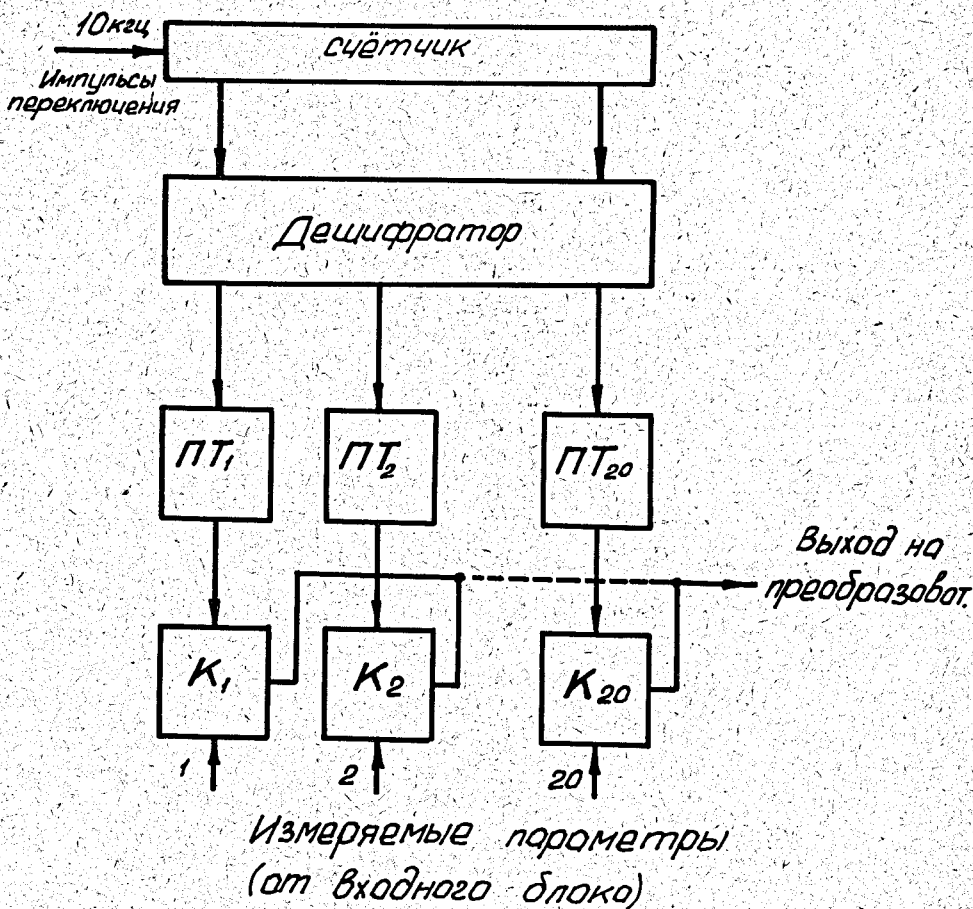 10кгц
Импульсы
переключения
счётчик
Дешифратор
ПТ₁
ПТ₂
ПТ₂₀
Выход на
преобразоват.
К₁
К₂
К₂₀
1
2
20
Измеряемые параметры
(от входного блока)